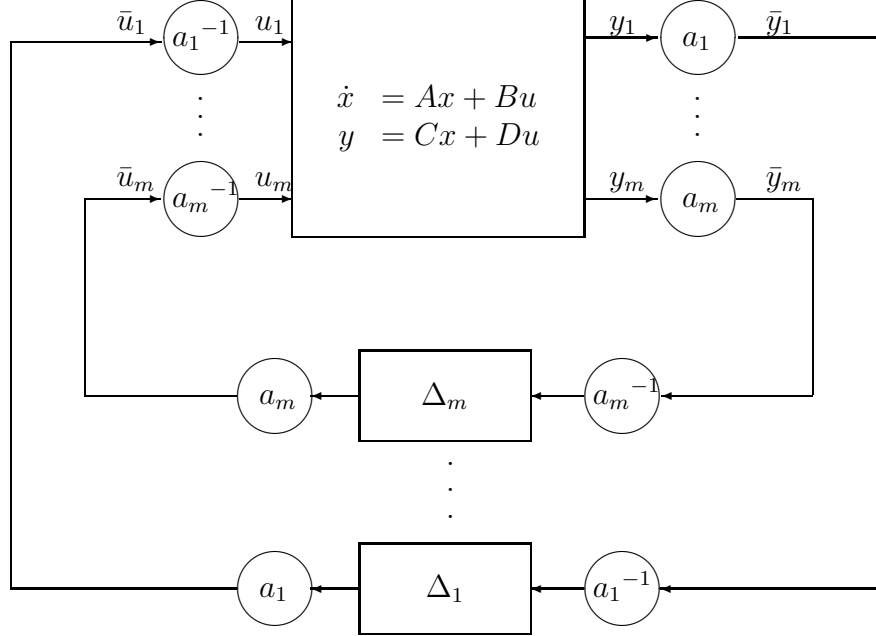 ū₁ a₁⁻¹ u₁ y₁ a₁ ȳ₁
ẋ = Ax + Bu
y = Cx + Du
ūₘ aₘ⁻¹ uₘ yₘ aₘ ȳₘ
aₘ Δₘ aₘ⁻¹
a₁ Δ₁ a₁⁻¹